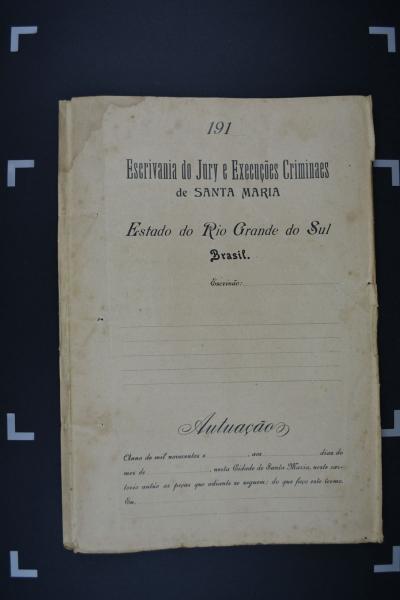 191
Escrivania do Jury e Execuções Criminaes
de SANTA MARIA
Estado do Rio Grande do Sul
Brasil.
Escrivão:
Autuação
Anno de mil novecentos e , aos dias do
mez de , nesta Cidade de Santa Maria, neste car-
torio autúo as peças que adiante se seguem; do que faço este termo.
Eu,